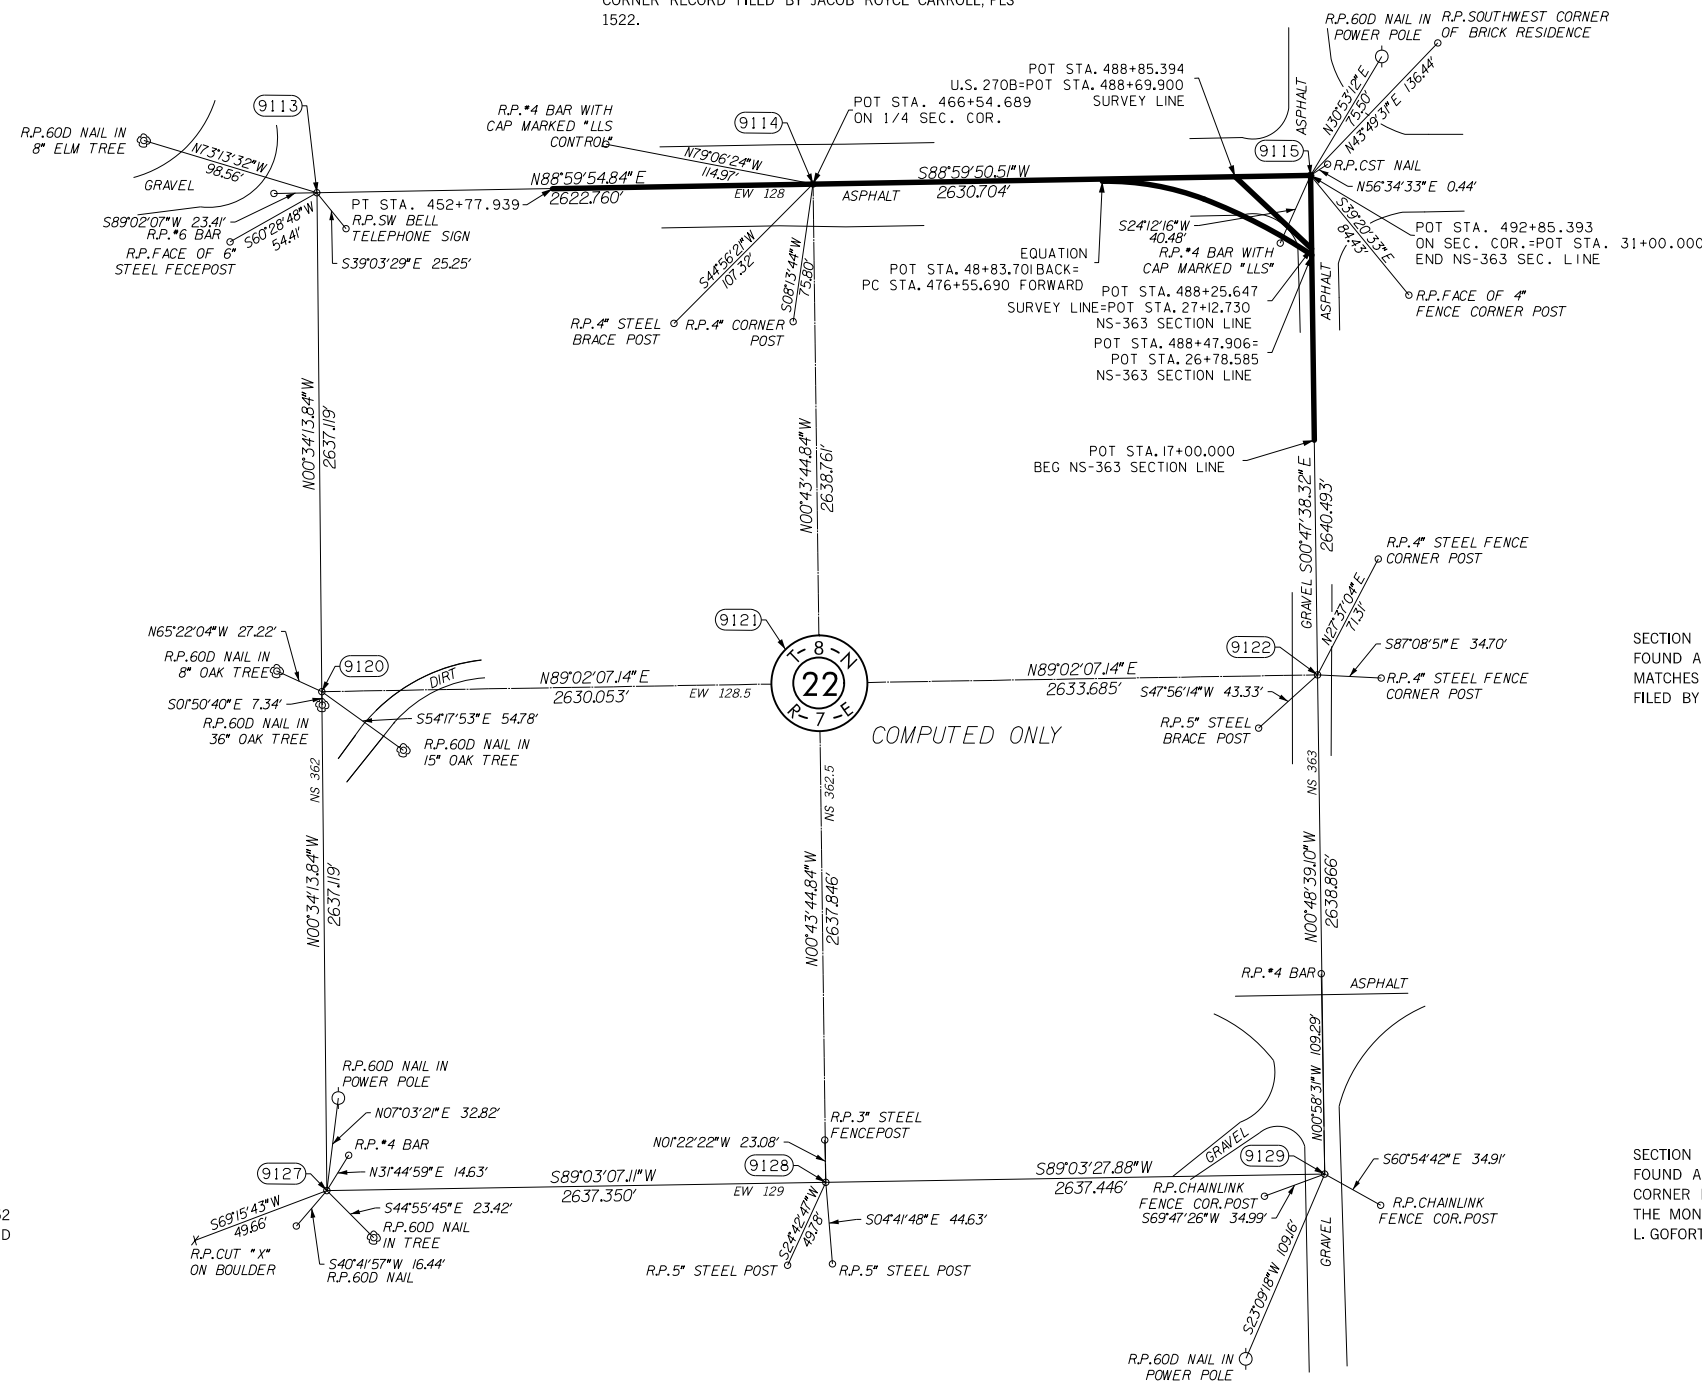 CORNER RECORD FILED BY JACOB ROYCE CARROLL, PLS
1522.
R.P. 60D NAIL IN
POWER POLE
R.P. SOUTHWEST CORNER
OF BRICK RESIDENCE
POT STA. 488+85.394
U.S. 270B=POT STA. 488+69.900
SURVEY LINE
ASPHALT
N30°53'12"E
75.50'
N43°49'31"E 136.44'
9113
R.P. #4 BAR WITH
CAP MARKED "LLS
CONTROL"
9114
POT STA. 466+54.689
ON 1/4 SEC. COR.
R.P. 60D NAIL IN
8" ELM TREE
N73°13'32"W
98.56'
GRAVEL
N79°06'24"W
114.97'
9115
R.P. CST NAIL
N56°34'33"E 0.44'
N88°59'54.84"E
2622.760'
EW 128
ASPHALT
S88°59'50.51"W
2630.704'
PT STA. 452+77.939
S89°02'07"W 23.41'
R.P. #6 BAR
S60°28'48"W
54.41'
R.P. FACE OF 6"
STEEL FECEPOST
R.P. SW BELL
TELEPHONE SIGN
S39°03'29"E 25.25'
S44°56'21"W
107.32'
S08°13'44"W
75.80'
S24°12'16"W
40.48'
R.P. #4 BAR WITH
CAP MARKED "LLS"
S39°20'33"E
84.43'
POT STA. 492+85.393
ON SEC. COR.=POT STA. 31+00.000
END NS-363 SEC. LINE
EQUATION
POT STA. 48+83.701 BACK=
PC STA. 476+55.690 FORWARD
ASPHALT
R.P. FACE OF 4"
FENCE CORNER POST
R.P. 4" STEEL
BRACE POST
R.P. 4" CORNER
POST
POT STA. 488+25.647
SURVEY LINE=POT STA. 27+12.730
NS-363 SECTION LINE
POT STA. 488+47.906=
POT STA. 26+78.585
NS-363 SECTION LINE
N00°34'13.84"W
2637.119'
N00°43'44.84"W
2638.761'
POT STA. 17+00.000
BEG NS-363 SECTION LINE
GRAVEL
S00°47'38.32"E
2640.493'
R.P. 4" STEEL FENCE
CORNER POST
N27°37'04"E
71.31'
9121
9122
S87°08'51"E 34.70'
SECTION
FOUND A
MATCHES
FILED BY
N65°22'04"W 27.22'
R.P. 60D NAIL IN
8" OAK TREE
9120
S01°50'40"E 7.34'
R.P. 60D NAIL IN
36" OAK TREE
DIRT
N89°02'07.14"E
2630.053'
EW 128.5
T-8-N
22
R-7-E
COMPUTED ONLY
N89°02'07.14"E
2633.685'
S47°56'14"W 43.33'
R.P. 4" STEEL FENCE
CORNER POST
R.P. 5" STEEL
BRACE POST
S54°17'53"E 54.78'
R.P. 60D NAIL IN
15" OAK TREE
NS 362
NS 362.5
NS 363
N00°34'13.84"W
2637.119'
N00°43'44.84"W
2637.846'
N00°48'39.10"W
2638.866'
R.P. #4 BAR
ASPHALT
N00°58'31"W 109.29'
R.P. 60D NAIL IN
POWER POLE
N07°03'21"E 32.82'
R.P. #4 BAR
N31°44'59"E 14.63'
9127
R.P. 3" STEEL
FENCEPOST
N01°22'22"W 23.08'
9128
GRAVEL
9129
S60°54'42"E 34.91'
SECTION
FOUND A
CORNER
THE MON
L. GOFORT
S89°03'07.11"W
2637.350'
EW 129
S89°03'27.88"W
2637.446'
R.P. CHAINLINK
FENCE COR. POST
S69°47'26"W 34.99'
R.P. CHAINLINK
FENCE COR. POST
S69°15'43"W
49.66'
X
R.P. CUT "X"
ON BOULDER
S44°55'45"E 23.42'
R.P. 60D NAIL
IN TREE
S40°41'57"W 16.44'
R.P. 60D NAIL
S24°42'47"W
49.78'
S04°41'48"E 44.63'
R.P. 5" STEEL POST
R.P. 5" STEEL POST
GRAVEL
S23°09'18"W 109.16'
R.P. 60D NAIL IN
POWER POLE